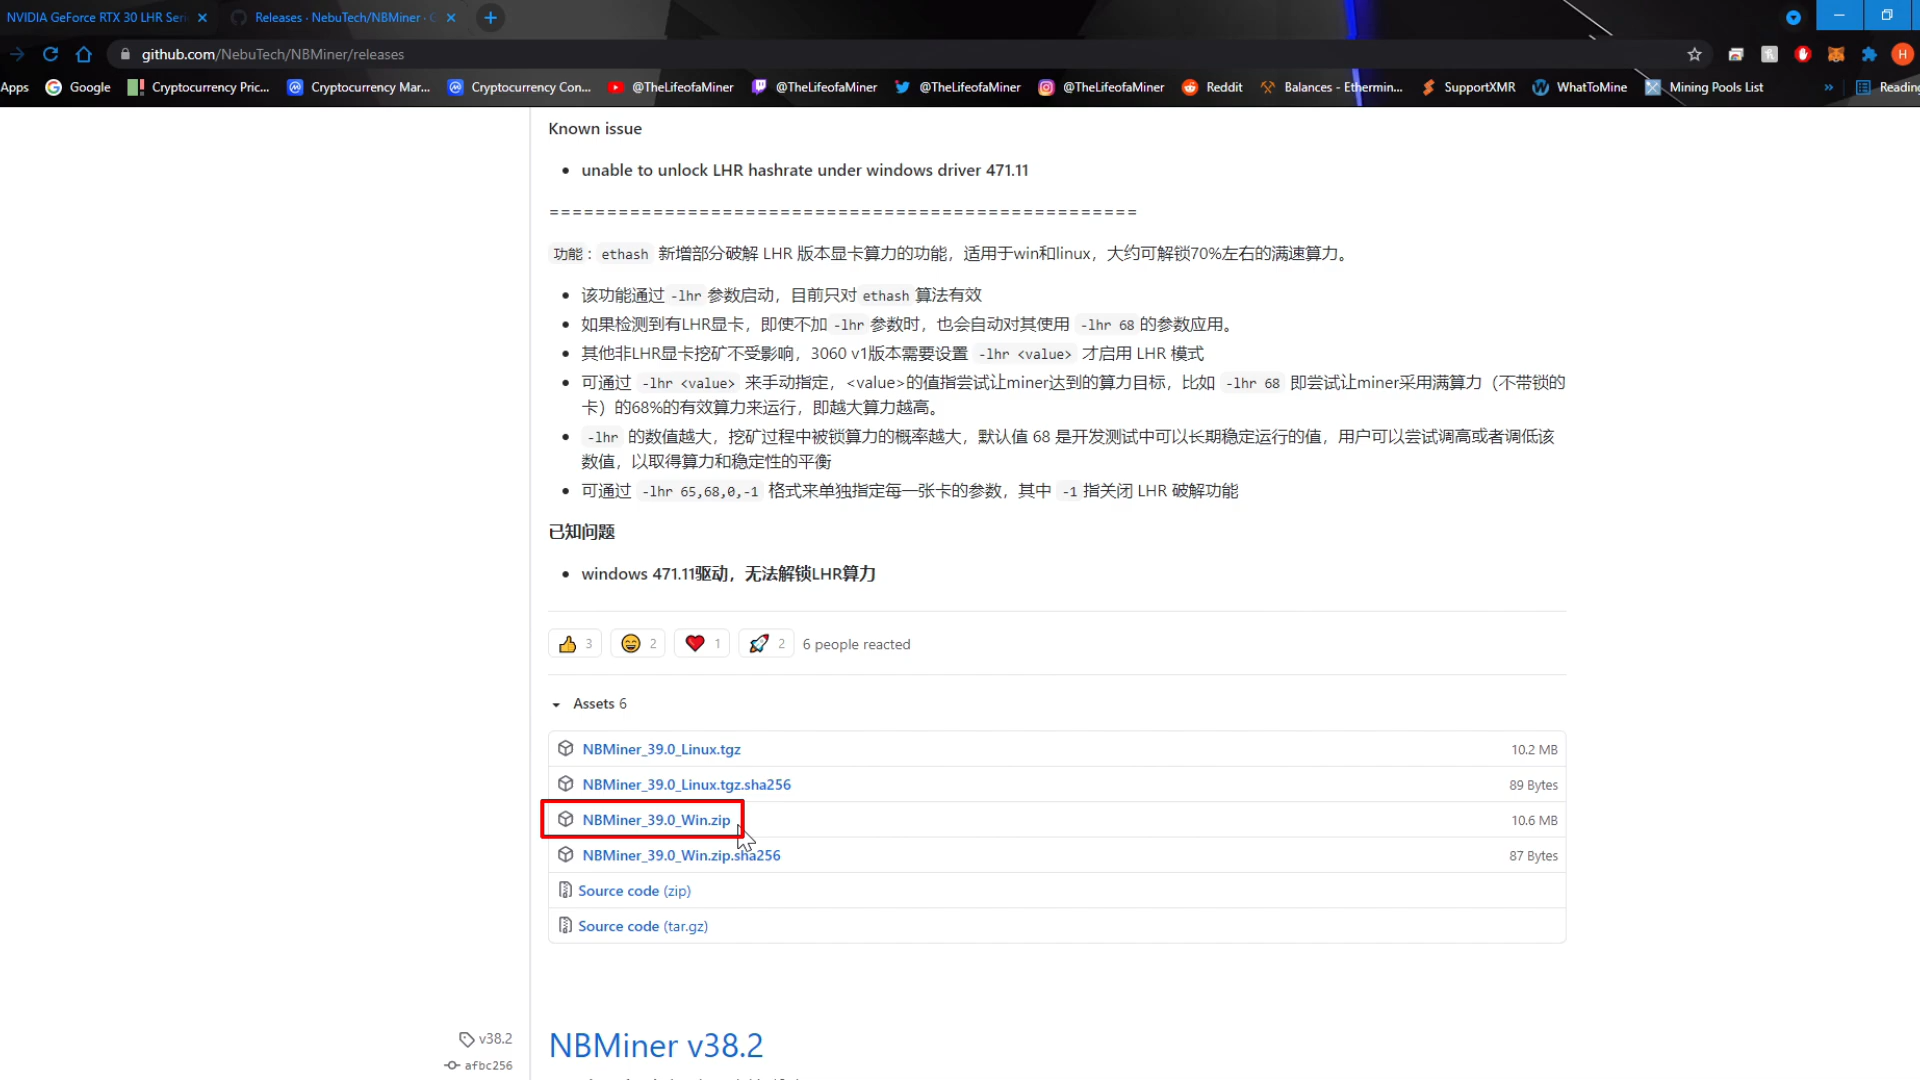 NVIDIA GeForce RTX 30 LHR Seri
Releases · NebuTech/NBMiner ·
github.com/NebuTech/NBMiner/releases
H
Apps
Google
Cryptocurrency Pric...
Cryptocurrency Mar...
Cryptocurrency Con...
@TheLifeofaMiner
@TheLifeofaMiner
@TheLifeofaMiner
@TheLifeofaMiner
Reddit
Balances - Ethermin...
SupportXMR
WhatToMine
Mining Pools List
»
Reading
Known issue
• unable to unlock LHR hashrate under windows driver 471.11
===================================================
功能：ethash 新增部分破解 LHR 版本显卡算力的功能，适用于win和linux，大约可解锁70%左右的满速算力。
• 该功能通过 -lhr 参数启动，目前只对 ethash 算法有效
• 如果检测到有LHR显卡，即使不加 -lhr 参数时，也会自动对其使用 -lhr 68 的参数应用。
• 其他非LHR显卡挖矿不受影响，3060 v1版本需要设置 -lhr <value> 才启用 LHR 模式
• 可通过 -lhr <value> 来手动指定，<value>的值指尝试让miner达到的算力目标，比如 -lhr 68 即尝试让miner采用满算力（不带锁的
卡）的68%的有效算力来运行，即越大算力越高。
• -lhr 的数值越大，挖矿过程中被锁算力的概率越大，默认值 68 是开发测试中可以长期稳定运行的值，用户可以尝试调高或者调低该
数值，以取得算力和稳定性的平衡
• 可通过 -lhr 65,68,0,-1 格式来单独指定每一张卡的参数，其中 -1 指关闭 LHR 破解功能
已知问题
• windows 471.11驱动，无法解锁LHR算力
3
2
1
2
6 people reacted
Assets 6
NBMiner_39.0_Linux.tgz 10.2 MB
NBMiner_39.0_Linux.tgz.sha256 89 Bytes
NBMiner_39.0_Win.zip 10.6 MB
NBMiner_39.0_Win.zip.sha256 87 Bytes
Source code (zip)
Source code (tar.gz)
v38.2
afbc256
NBMiner v38.2